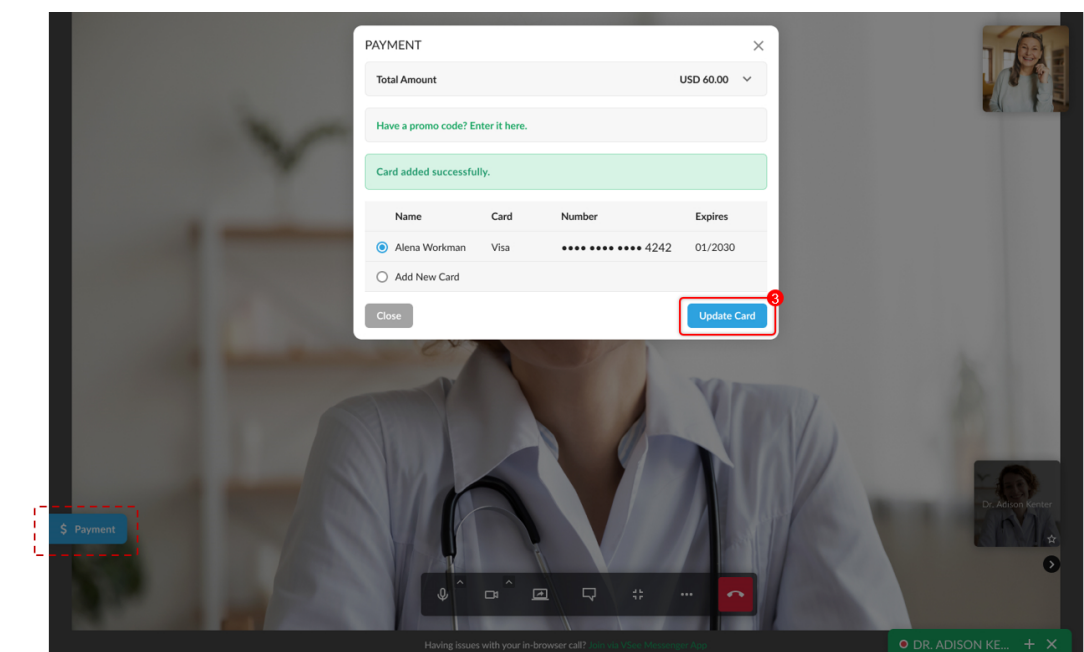 PAYMENT
Total Amount USD 60.00
Have a promo code? Enter it here.
Card added successfully.
Name Card Number Expires
Alena Workman Visa •••• •••• •••• 4242 01/2030
Add New Card
Close Update Card
3
Dr. Adison Kenter
$ Payment
Having issues with your in-browser call? Join via VSee Messenger App
DR. ADISON KE...